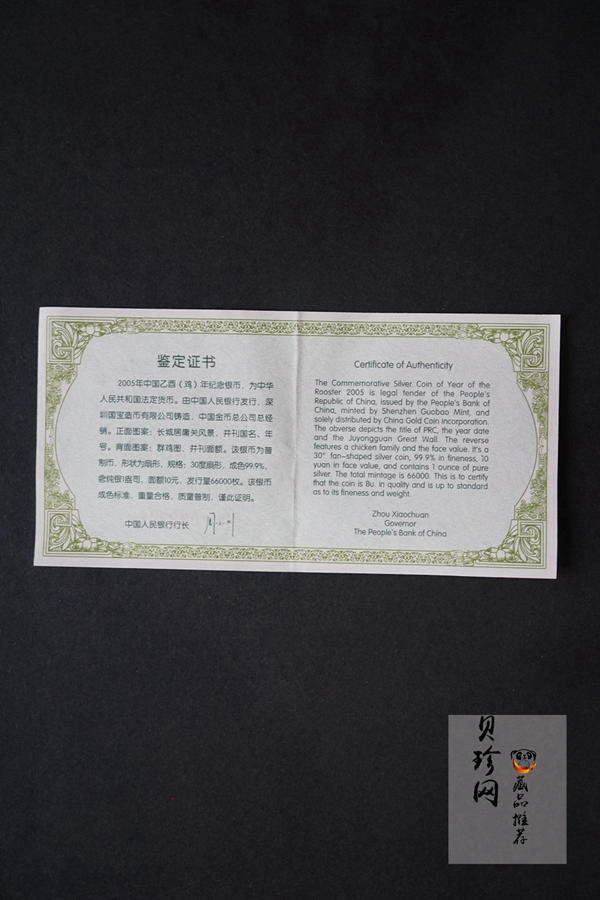 鉴定证书
2005年中国乙酉（鸡）年纪念银币，为中华
人民共和国法定货币。由中国人民银行发行，深
圳国宝造币有限公司铸造，中国金币总公司总经
销。正面图案：长城居庸关风景，并刊国名、年
号。背面图案：群鸡图，并刊面额。该银币为普
制币，形状为扇形，规格：30度扇形，成色99.9%，
含纯银1盎司，面额10元，发行量66000枚。该银币
成色标准，重量合格，质量普制，谨此证明。
中国人民银行行长
Certificate of Authenticity
The Commemorative Silver Coin of Year of the
Rooster 2005 is legal tender of the People's
Republic of China, issued by the People's Bank of
China, minted by Shenzhen Guobao Mint, and
solely distributed by China Gold Coin Incorporation.
The obverse depicts the title of PRC, the year date
and the Juyongguan Great Wall. The reverse
features a chicken family and the face value. It's a
30° fan-shaped silver coin, 99.9% in fineness, 10
yuan in face value, and contains 1 ounce of pure
silver. The total mintage is 66000. This is to certify
that the coin is Bu. in quality and is up to standard
as to its fineness and weight.
Zhou Xiaochuan
Governor
The People's Bank of China
贝珍网
藏品推荐